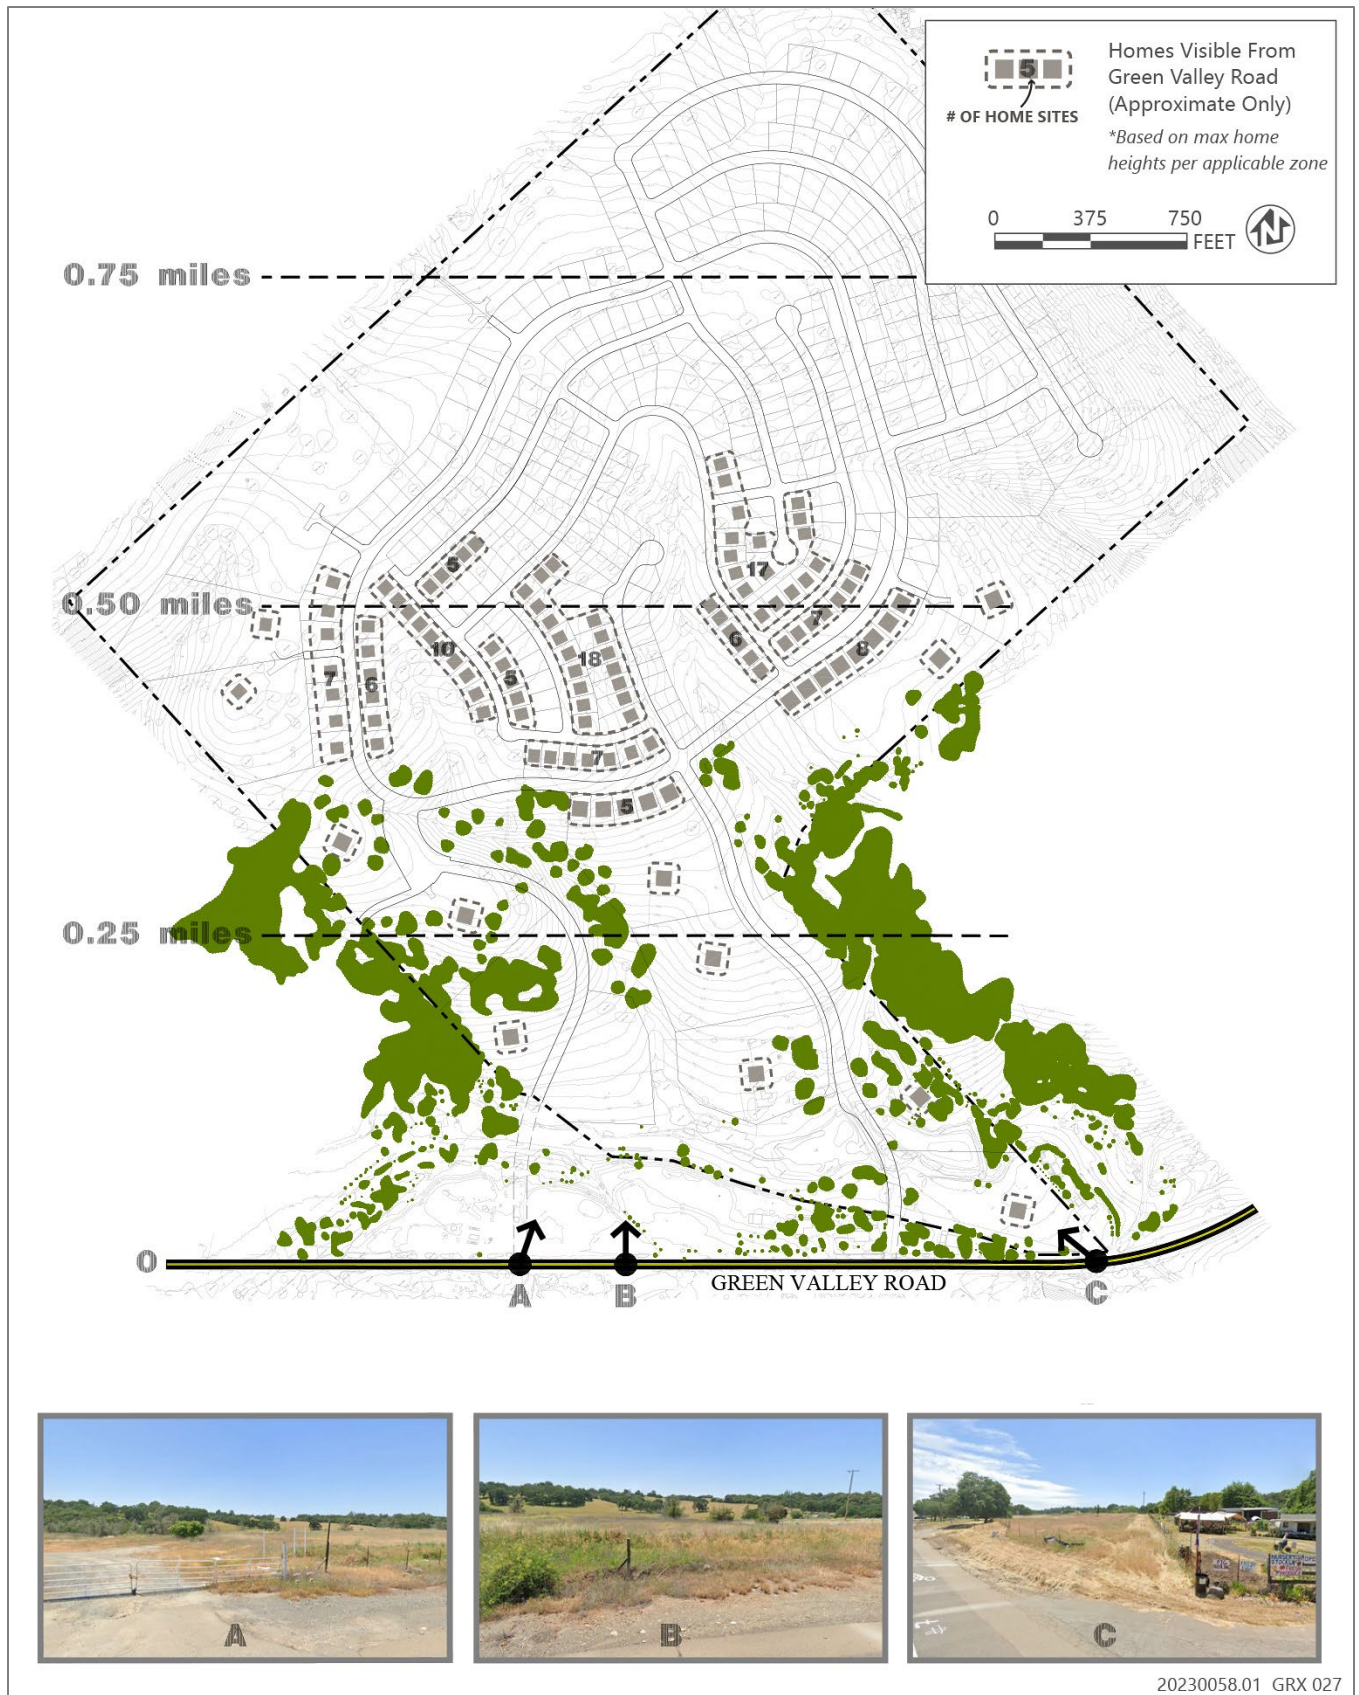 5
Homes Visible From
Green Valley Road
(Approximate Only)
# OF HOME SITES
*Based on max home
heights per applicable zone
0 375 750
FEET
N
0.75 miles
5
17
0.50 miles
6
7
10
18
8
7
6
5
7
5
0.25 miles
0
GREEN VALLEY ROAD
A
B
C
A
B
C
20230058.01 GRX 027